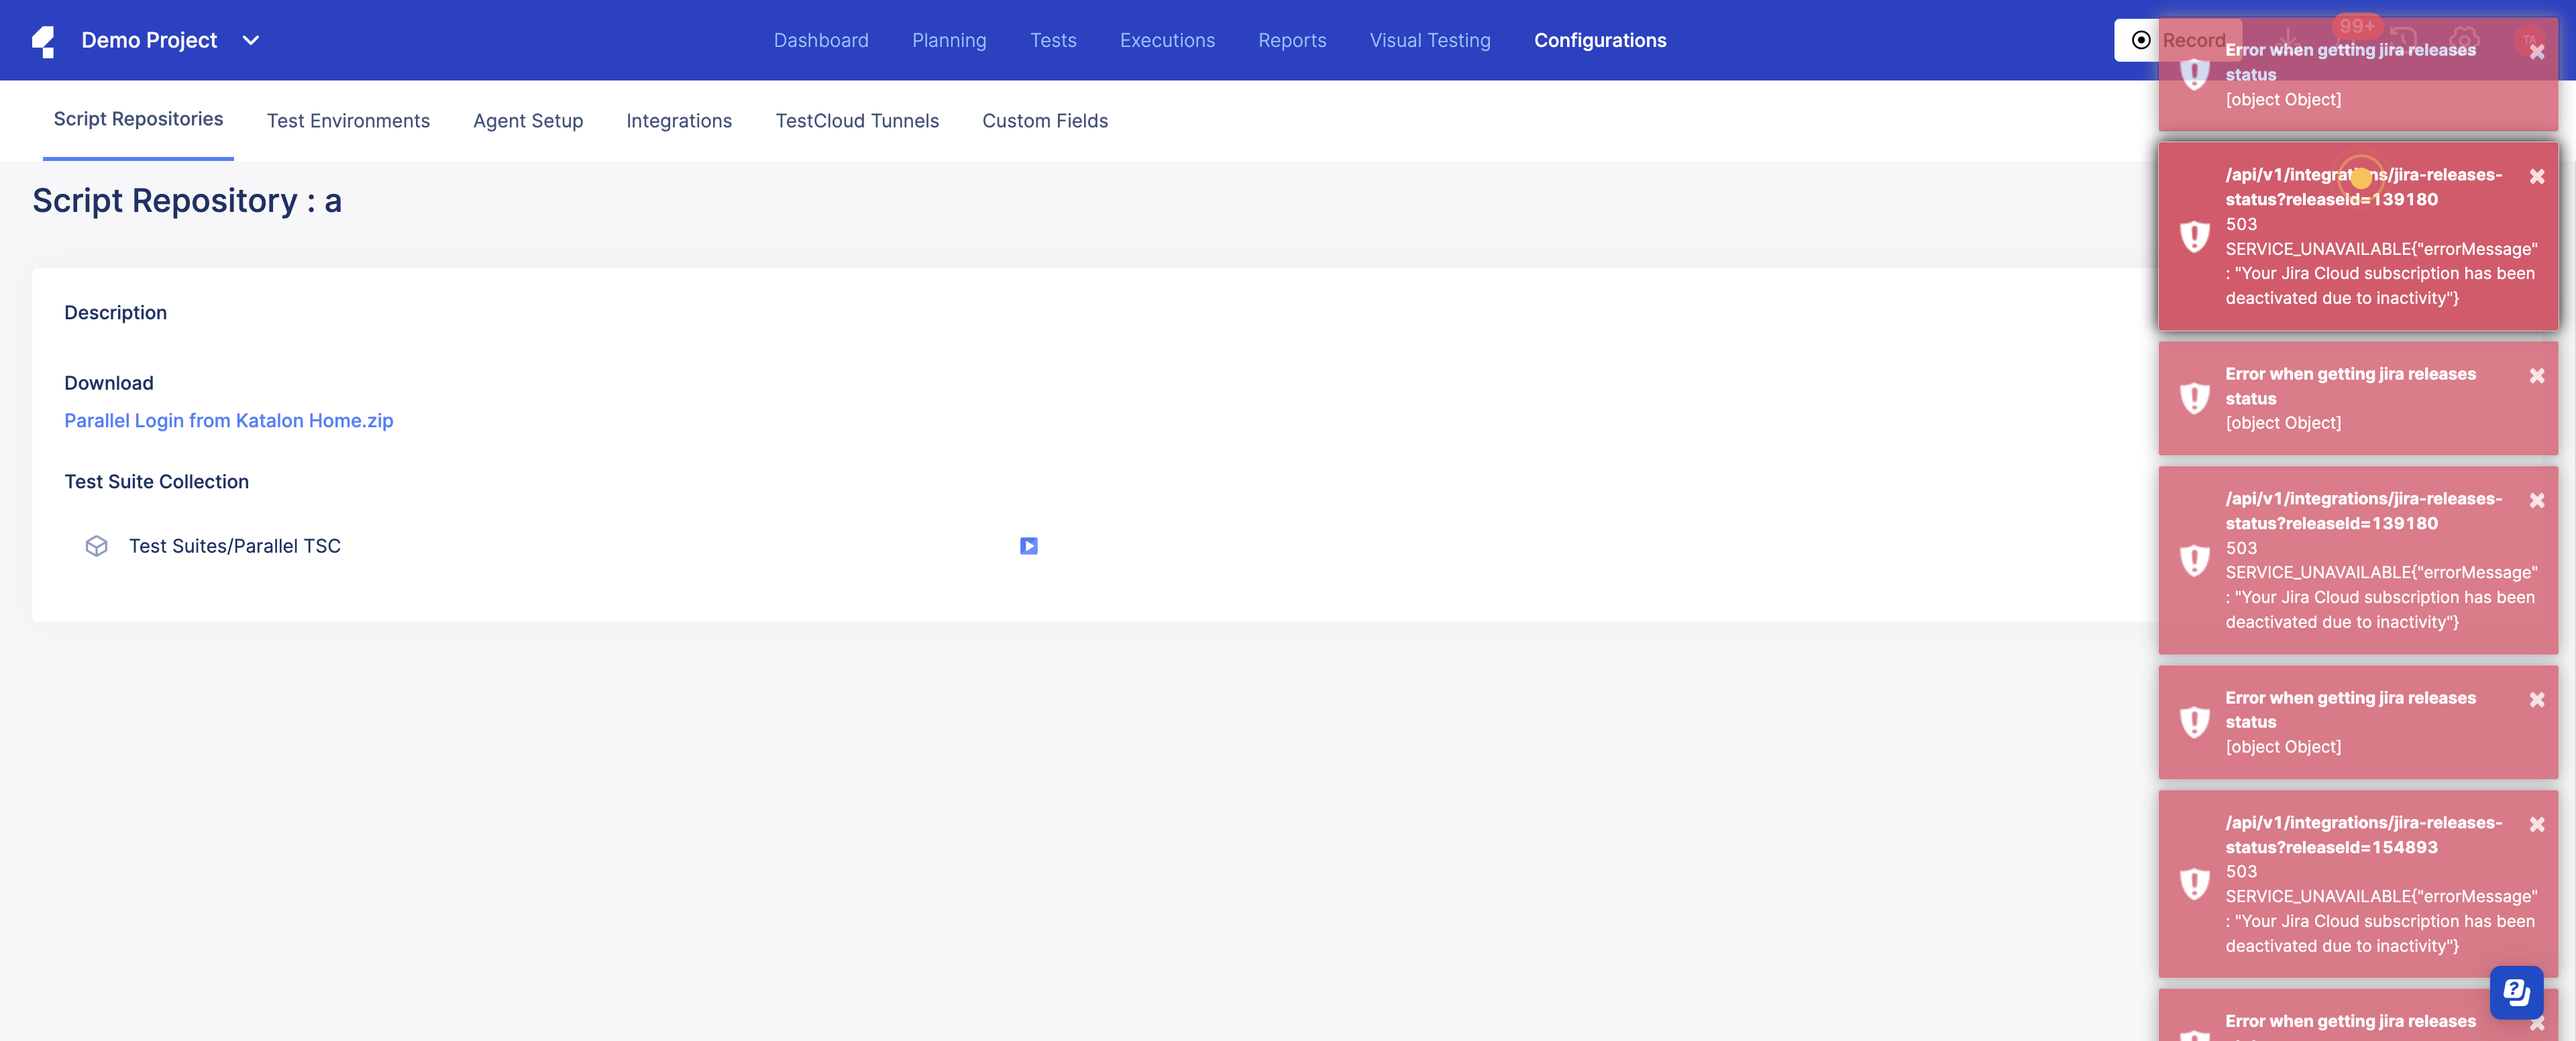 Demo Project
Dashboard
Planning
Tests
Executions
Reports
Visual Testing
Configurations
Record
99+
TA
Script Repositories
Test Environments
Agent Setup
Integrations
TestCloud Tunnels
Custom Fields
Script Repository : a
Description
Download
Parallel Login from Katalon Home.zip
Test Suite Collection
Test Suites/Parallel TSC
Error when getting jira releases
status
[object Object]
/api/v1/integrations/jira-releases-
status?releaseId=139180
503
SERVICE_UNAVAILABLE{"errorMessage"
: "Your Jira Cloud subscription has been
deactivated due to inactivity"}
Error when getting jira releases
status
[object Object]
/api/v1/integrations/jira-releases-
status?releaseId=139180
503
SERVICE_UNAVAILABLE{"errorMessage"
: "Your Jira Cloud subscription has been
deactivated due to inactivity"}
Error when getting jira releases
status
[object Object]
/api/v1/integrations/jira-releases-
status?releaseId=154893
503
SERVICE_UNAVAILABLE{"errorMessage"
: "Your Jira Cloud subscription has been
deactivated due to inactivity"}
Error when getting jira releases